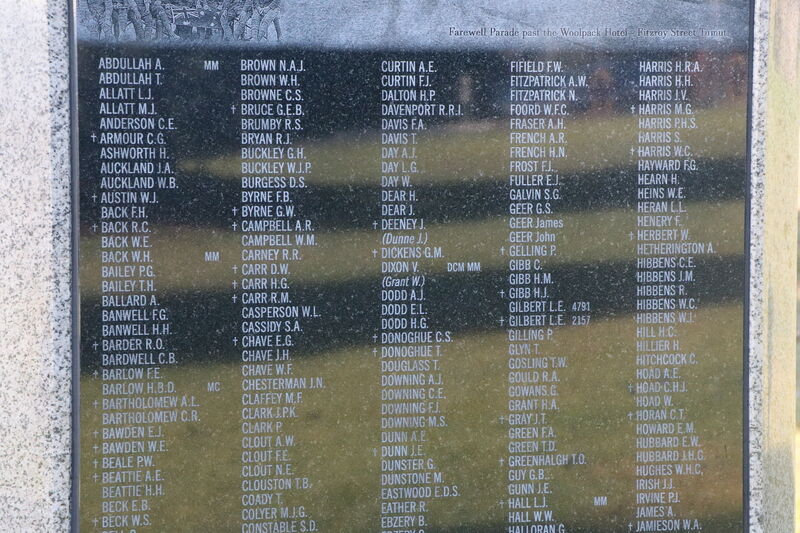 Farewell Parade past the Woolpack Hotel - Fitzroy Street Tumut
ABDULLAH A. MM
ABDULLAH T.
ALLATT L.J.
ALLATT M.J.
ANDERSON C.E.
† ARMOUR C.G.
ASHWORTH H.
AUCKLAND J.A.
AUCKLAND W.B.
† AUSTIN W.J.
BACK F.H.
† BACK R.C.
BACK W.E.
BACK W.H. MM
BAILEY P.G.
BAILEY T.H.
BALLARD A.
BANWELL F.G.
BANWELL H.H.
† BARDER R.O.
BARDWELL C.B.
† BARLOW F.E.
BARLOW H.B.D. MC
† BARTHOLOMEW A.L.
BARTHOLOMEW C.R.
† BAWDEN E.J.
† BAWDEN W.E.
† BEALE P.W.
† BEATTIE A.E.
BEATTIE H.H.
BECK E.B.
† BECK W.S.
BROWN N.A.J.
BROWN W.H.
BROWNE C.S.
† BRUCE G.E.B.
BRUMBY R.S.
BRYAN R.J.
BUCKLEY G.H.
BUCKLEY W.J.P.
BURGESS D.S.
BYRNE F.B.
† BYRNE G.W.
† CAMPBELL A.R.
CAMPBELL W.M.
CARNEY R.R.
† CARR D.W.
† CARR H.G.
† CARR R.M.
CASPERSON W.L.
CASSIDY S.A.
† CHAVE E.G.
CHAVE J.H.
CHAVE W.F.
CHESTERMAN J.N.
CLAFFEY M.F.
CLARK J.P.K.
CLARK P.
CLOUT A.W.
CLOUT F.E.
CLOUT N.E.
CLOUSTON T.B.
COADY T.
COLYER M.J.G.
CONSTABLE S.D.
CURTIN A.E.
CURTIN F.J.
DALTON H.P.
DAVENPORT R.R.I.
DAVIS F.A.
DAVIS T.
DAY A.J.
DAY L.G.
DAY W.
DEAR H.
DEAR J.
† DEENEY J.
(Dunne J.)
† DICKENS G.M.
DIXON V. DCM MM
(Grant W.)
DODD A.J.
DODD E.L.
DODD H.G.
† DONOGHUE C.S.
† DONOGHUE T.
DOUGLASS T.
DOWNING A.J.
DOWNING C.E.
DOWNING F.J.
DOWNING M.S.
DUNN A.E.
† DUNN J.E.
DUNSTER G.
DUNSTONE M.
EASTWOOD E.D.S.
EATHER R.
EBZERY B.
FIFIELD F.W.
FITZPATRICK A.W.
FITZPATRICK N.
FOORD W.F.C.
FRASER A.H.
FRENCH A.R.
FRENCH H.N.
FROST F.J.
FULLER E.J.
GALVIN S.G.
GEER G.S.
GEER James
GEER John
† GELLING P.
GIBB C.
GIBB H.M.
† GIBB H.J.
GILBERT L.E. 4791
† GILBERT L.E. 2157
GILLING P.
GLYN T.
GOSLING T.W.
GOULD R.A.
GOWANS G.
GRANT H.A.
† GRAY J.T.
GREEN F.A.
GREEN T.D.
† GREENHALGH T.O.
GUY G.B.
GUNN J.E.
† HALL L.J. MM
HALL W.W.
HALLORAN G.
HARRIS H.R.A.
HARRIS H.H.
HARRIS J.V.
† HARRIS M.G.
HARRIS P.H.S.
HARRIS S.
† HARRIS W.C.
HAYWARD F.G.
HEARN H.
HEINS W.E.
HERAN L.L.
HENERY F.
† HERBERT W.
HETHERINGTON A.
HIBBENS C.E.
HIBBENS J.M.
HIBBENS R.
HIBBENS W.C.
† HIBBENS W.J.
HILL H.C.
HILLIER H.
HITCHCOCK C.
HOAD A.E.
† HOAD C.H.J.
HOAD W.
† HORAN C.T.
HOWARD E.M.
HUBBARD E.W.
HUBBARD J.H.G.
HUGHES W.H.C.
IRISH J.J.
IRVINE P.J.
JAMES A.
† JAMIESON W.A.